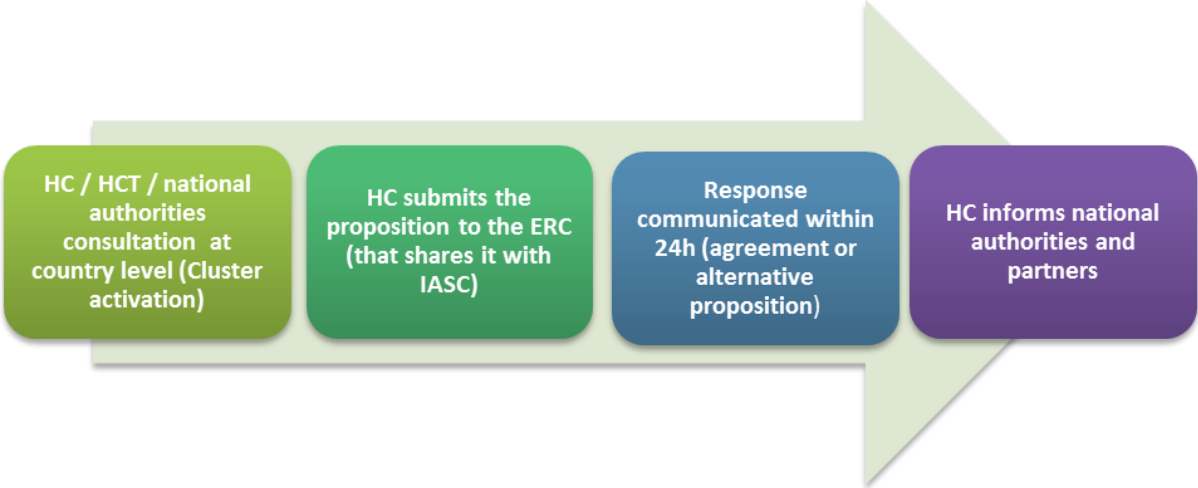 HC / HCT / national
authorities
consultation at
country level (Cluster
activation)
HC submits the
proposition to the ERC
(that shares it with
IASC)
Response
communicated within
24h (agreement or
alternative
proposition)
HC informs national
authorities and
partners